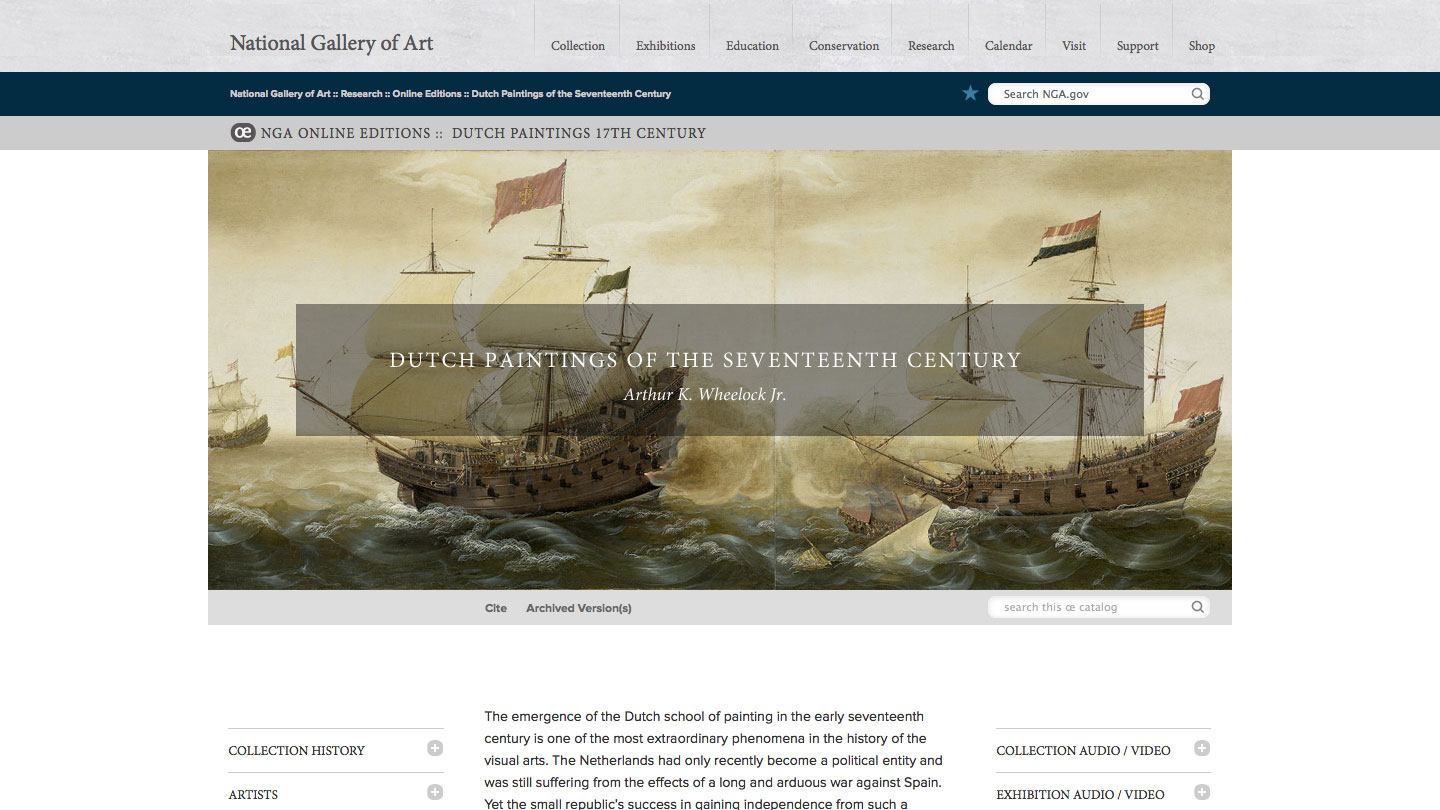 National Gallery of Art
Collection Exhibitions Education Conservation Research Calendar Visit Support Shop
National Gallery of Art :: Research :: Online Editions :: Dutch Paintings of the Seventeenth Century
Search NGA.gov
œ NGA ONLINE EDITIONS :: DUTCH PAINTINGS 17TH CENTURY
DUTCH PAINTINGS OF THE SEVENTEENTH CENTURY
Arthur K. Wheelock Jr.
Cite Archived Version(s)
search this œ catalog
COLLECTION HISTORY
ARTISTS
The emergence of the Dutch school of painting in the early seventeenth
century is one of the most extraordinary phenomena in the history of the
visual arts. The Netherlands had only recently become a political entity and
was still suffering from the effects of a long and arduous war against Spain.
Yet the small republic's success in gaining independence from such a
COLLECTION AUDIO / VIDEO
EXHIBITION AUDIO / VIDEO